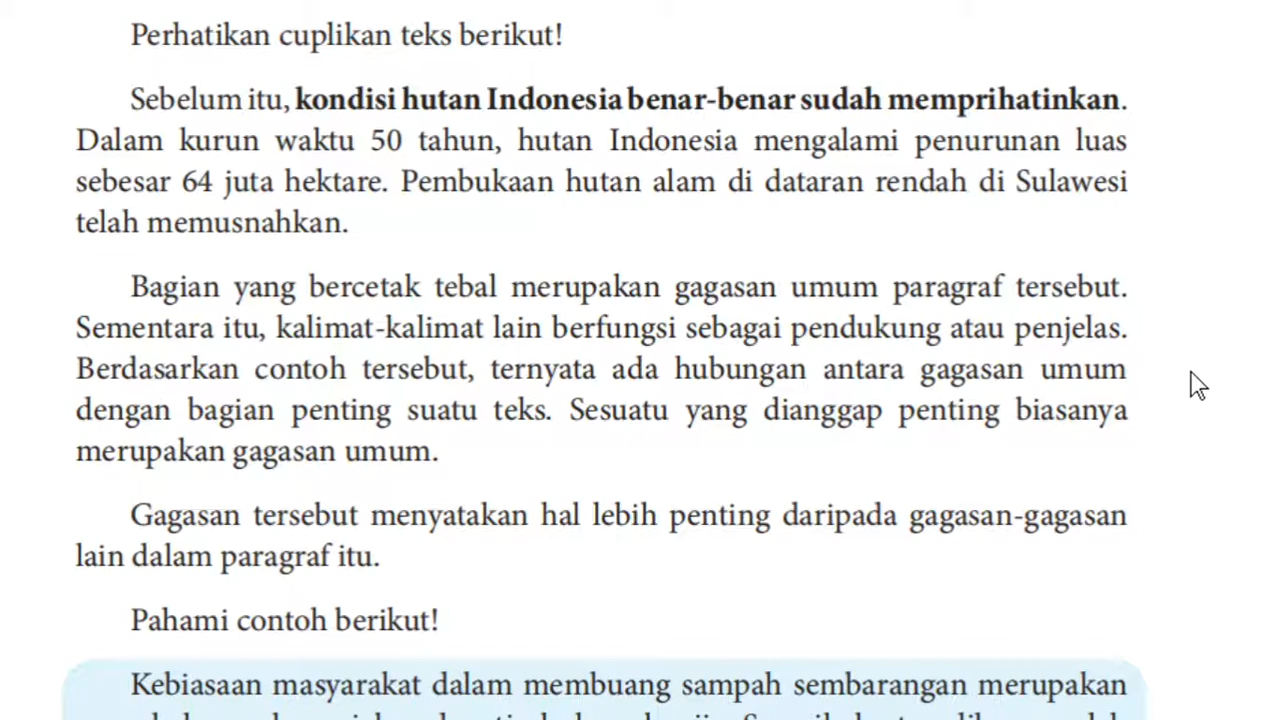 Perhatikan cuplikan teks berikut!
Sebelum itu, kondisi hutan Indonesia benar-benar sudah memprihatinkan.
Dalam kurun waktu 50 tahun, hutan Indonesia mengalami penurunan luas
sebesar 64 juta hektare. Pembukaan hutan alam di dataran rendah di Sulawesi
telah memusnahkan.
Bagian yang bercetak tebal merupakan gagasan umum paragraf tersebut.
Sementara itu, kalimat-kalimat lain berfungsi sebagai pendukung atau penjelas.
Berdasarkan contoh tersebut, ternyata ada hubungan antara gagasan umum
dengan bagian penting suatu teks. Sesuatu yang dianggap penting biasanya
merupakan gagasan umum.
Gagasan tersebut menyatakan hal lebih penting daripada gagasan-gagasan
lain dalam paragraf itu.
Pahami contoh berikut!
Kebiasaan masyarakat dalam membuang sampah sembarangan merupakan